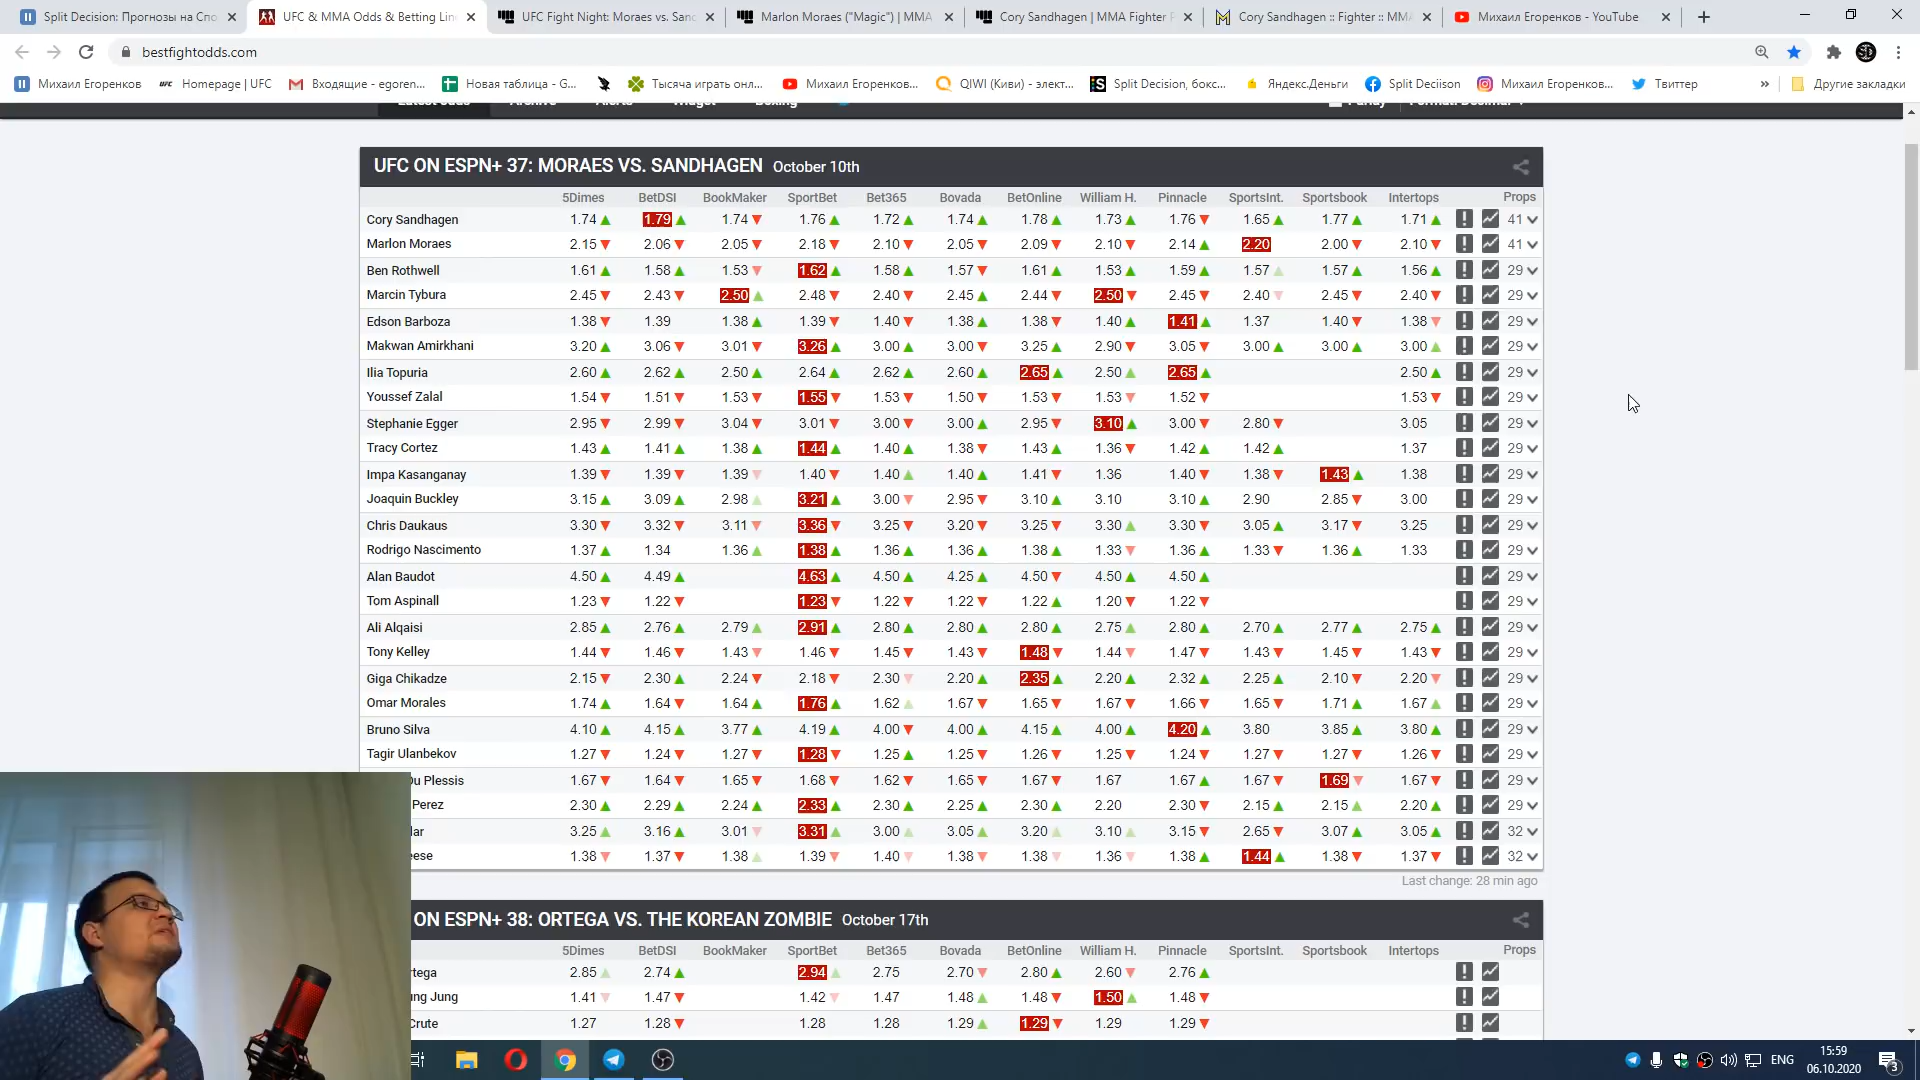 Split Decision: Прогнозы на Спо
UFC & MMA Odds & Betting Lin
UFC Fight Night: Moraes vs. Sand
Marlon Moraes ("Magic") | MMA
Cory Sandhagen | MMA Fighter P
Cory Sandhagen :: Fighter :: MMA
Михаил Егоренков - YouTube
bestfightodds.com
Михаил Егоренков
Homepage | UFC
Входящие - egoren...
Новая таблица - G...
Тысяча играть онл...
Михаил Егоренков...
QIWI (Киви) - элект...
Split Decision, бокс...
Яндекс.Деньги
Split Deciison
Михаил Егоренков...
Твиттер
»
Другие закладки
UFC ON ESPN+ 37: MORAES VS. SANDHAGEN October 10th
5Dimes BetDSI BookMaker SportBet Bet365 Bovada BetOnline William H. Pinnacle SportsInt. Sportsbook Intertops Props
Cory Sandhagen 1.74 1.79 1.74 1.76 1.72 1.74 1.78 1.73 1.76 1.65 1.77 1.71 41
Marlon Moraes 2.15 2.06 2.05 2.18 2.10 2.05 2.09 2.10 2.14 2.20 2.00 2.10 41
Ben Rothwell 1.61 1.58 1.53 1.62 1.58 1.57 1.61 1.53 1.59 1.57 1.57 1.56 29
Marcin Tybura 2.45 2.43 2.50 2.48 2.40 2.45 2.44 2.50 2.45 2.40 2.45 2.40 29
Edson Barboza 1.38 1.39 1.38 1.39 1.40 1.38 1.38 1.40 1.41 1.37 1.40 1.38 29
Makwan Amirkhani 3.20 3.06 3.01 3.26 3.00 3.00 3.25 2.90 3.05 3.00 3.00 3.00 29
Ilia Topuria 2.60 2.62 2.50 2.64 2.62 2.60 2.65 2.50 2.65 2.50 29
Youssef Zalal 1.54 1.51 1.53 1.55 1.53 1.50 1.53 1.53 1.52 1.53 29
Stephanie Egger 2.95 2.99 3.04 3.01 3.00 3.00 2.95 3.10 3.00 2.80 3.05 29
Tracy Cortez 1.43 1.41 1.38 1.44 1.40 1.38 1.43 1.36 1.42 1.42 1.37 29
Impa Kasanganay 1.39 1.39 1.39 1.40 1.40 1.40 1.41 1.36 1.40 1.38 1.43 1.38 29
Joaquin Buckley 3.15 3.09 2.98 3.21 3.00 2.95 3.10 3.10 3.10 2.90 2.85 3.00 29
Chris Daukaus 3.30 3.32 3.11 3.36 3.25 3.20 3.25 3.30 3.30 3.05 3.17 3.25 29
Rodrigo Nascimento 1.37 1.34 1.36 1.38 1.36 1.36 1.38 1.33 1.36 1.33 1.36 1.33 29
Alan Baudot 4.50 4.49 4.63 4.50 4.25 4.50 4.50 4.50 29
Tom Aspinall 1.23 1.22 1.23 1.22 1.22 1.22 1.20 1.22 29
Ali Alqaisi 2.85 2.76 2.79 2.91 2.80 2.80 2.80 2.75 2.80 2.70 2.77 2.75 29
Tony Kelley 1.44 1.46 1.43 1.46 1.45 1.43 1.48 1.44 1.47 1.43 1.45 1.43 29
Giga Chikadze 2.15 2.30 2.24 2.18 2.30 2.20 2.35 2.20 2.32 2.25 2.10 2.20 29
Omar Morales 1.74 1.64 1.64 1.76 1.62 1.67 1.65 1.67 1.66 1.65 1.71 1.67 29
Bruno Silva 4.10 4.15 3.77 4.19 4.00 4.00 4.15 4.00 4.20 3.80 3.85 3.80 29
Tagir Ulanbekov 1.27 1.24 1.27 1.28 1.25 1.25 1.26 1.25 1.24 1.27 1.27 1.26 29
Du Plessis 1.67 1.64 1.65 1.68 1.62 1.65 1.67 1.67 1.67 1.67 1.69 1.67 29
Perez 2.30 2.29 2.24 2.33 2.30 2.25 2.30 2.20 2.30 2.15 2.15 2.20 29
lar 3.25 3.16 3.01 3.31 3.00 3.05 3.20 3.10 3.15 2.65 3.07 3.05 32
eese 1.38 1.37 1.38 1.39 1.40 1.38 1.38 1.36 1.38 1.44 1.38 1.37 32
Last change: 28 min ago
ON ESPN+ 38: ORTEGA VS. THE KOREAN ZOMBIE October 17th
5Dimes BetDSI BookMaker SportBet Bet365 Bovada BetOnline William H. Pinnacle SportsInt. Sportsbook Intertops Props
rtega 2.85 2.74 2.94 2.75 2.70 2.80 2.60 2.76
ng Jung 1.41 1.47 1.42 1.47 1.48 1.48 1.50 1.48
Crute 1.27 1.28 1.28 1.28 1.29 1.29 1.29 1.29
ENG
15:59
06.10.2020
3